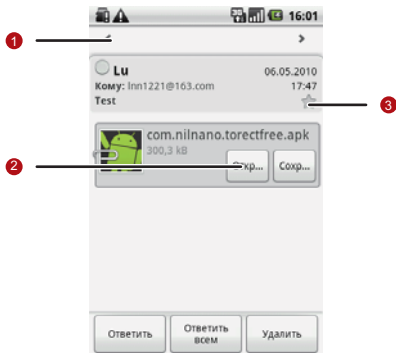 16:01
1
Lu
06.05.2010
Кому: lnn1221@163.com
17:47
Test
3
com.nilnano.torectfree.apk
300,3 kB
2
Откр...
Сохр...
Ответить
Ответить всем
Удалить